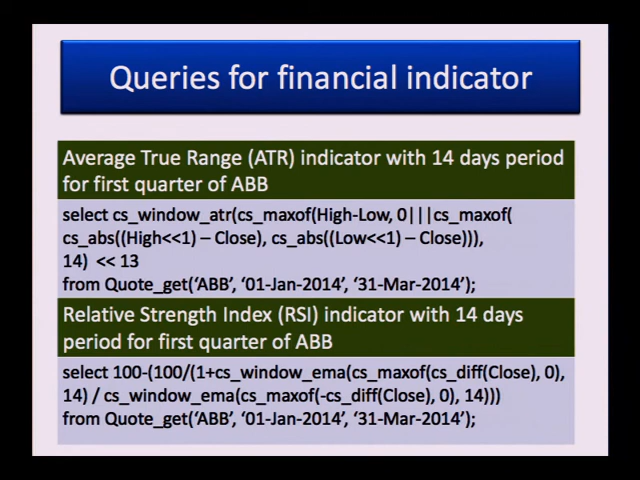 Queries for financial indicator
Average True Range (ATR) indicator with 14 days period
for first quarter of ABB
select cs_window_atr(cs_maxof(High-Low, 0|||cs_maxof(
cs_abs((High<<1) – Close), cs_abs((Low<<1) – Close))),
14) << 13
from Quote_get(‘ABB’, ‘01-Jan-2014’, ‘31-Mar-2014’);
Relative Strength Index (RSI) indicator with 14 days
period for first quarter of ABB
select 100-(100/(1+cs_window_ema(cs_maxof(cs_diff(Close), 0),
14) / cs_window_ema(cs_maxof(-cs_diff(Close), 0), 14)))
from Quote_get(‘ABB’, ‘01-Jan-2014’, ‘31-Mar-2014’);